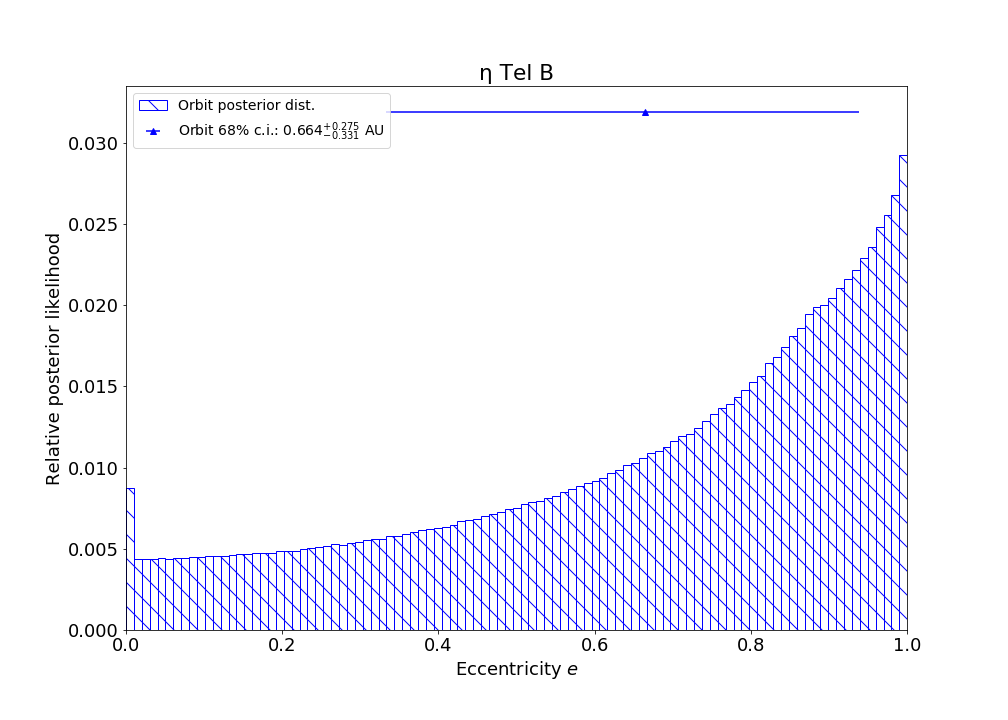 η Tel B
Orbit posterior dist.
Orbit 68% c.i.: 0.664$^{+0.275}_{-0.331}$ AU
0.030
0.025
0.020
0.015
0.010
0.005
0.000
Relative posterior likelihood
0.0 0.2 0.4 0.6 0.8 1.0
Eccentricity e